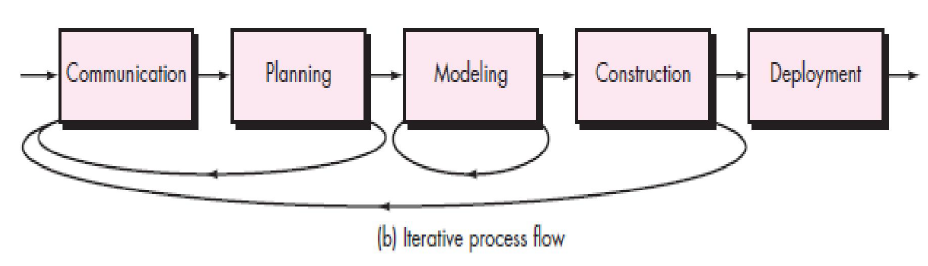 Communication Planning Modeling Construction Deployment
(b) Iterative process flow